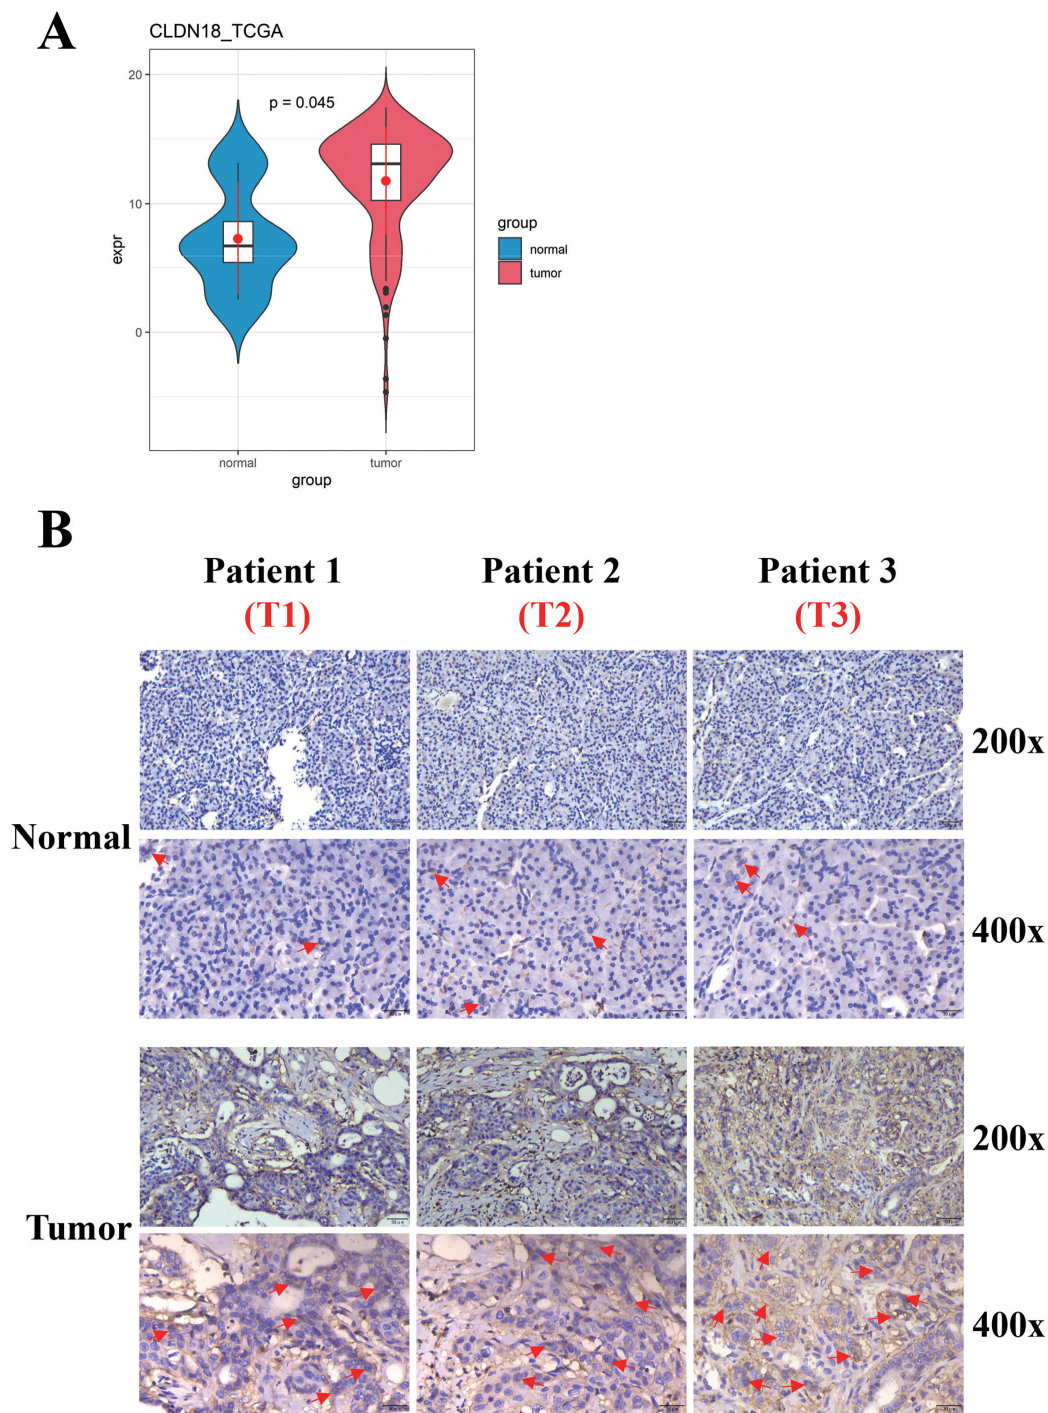 A
CLDN18_TCGA
20
10
0
expr
p = 0.045
normal
tumor
group
group
normal
tumor
B
Patient 1
Patient 2
Patient 3
(T1)
(T2)
(T3)
200x
Normal
400x
200x
Tumor
400x